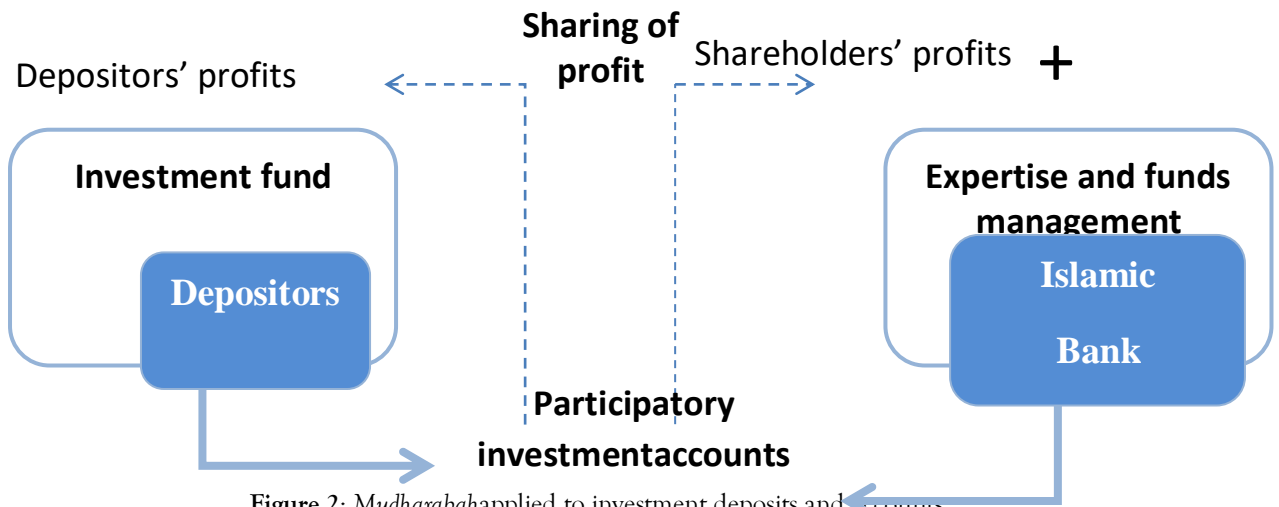 Sharing of
profit
Depositors’ profits
Shareholders’ profits +
Investment fund
Depositors
Expertise and funds
management
Islamic
Bank
Participatory
investmentaccounts
Figure 2: Mudharabahapplied to investment deposits and